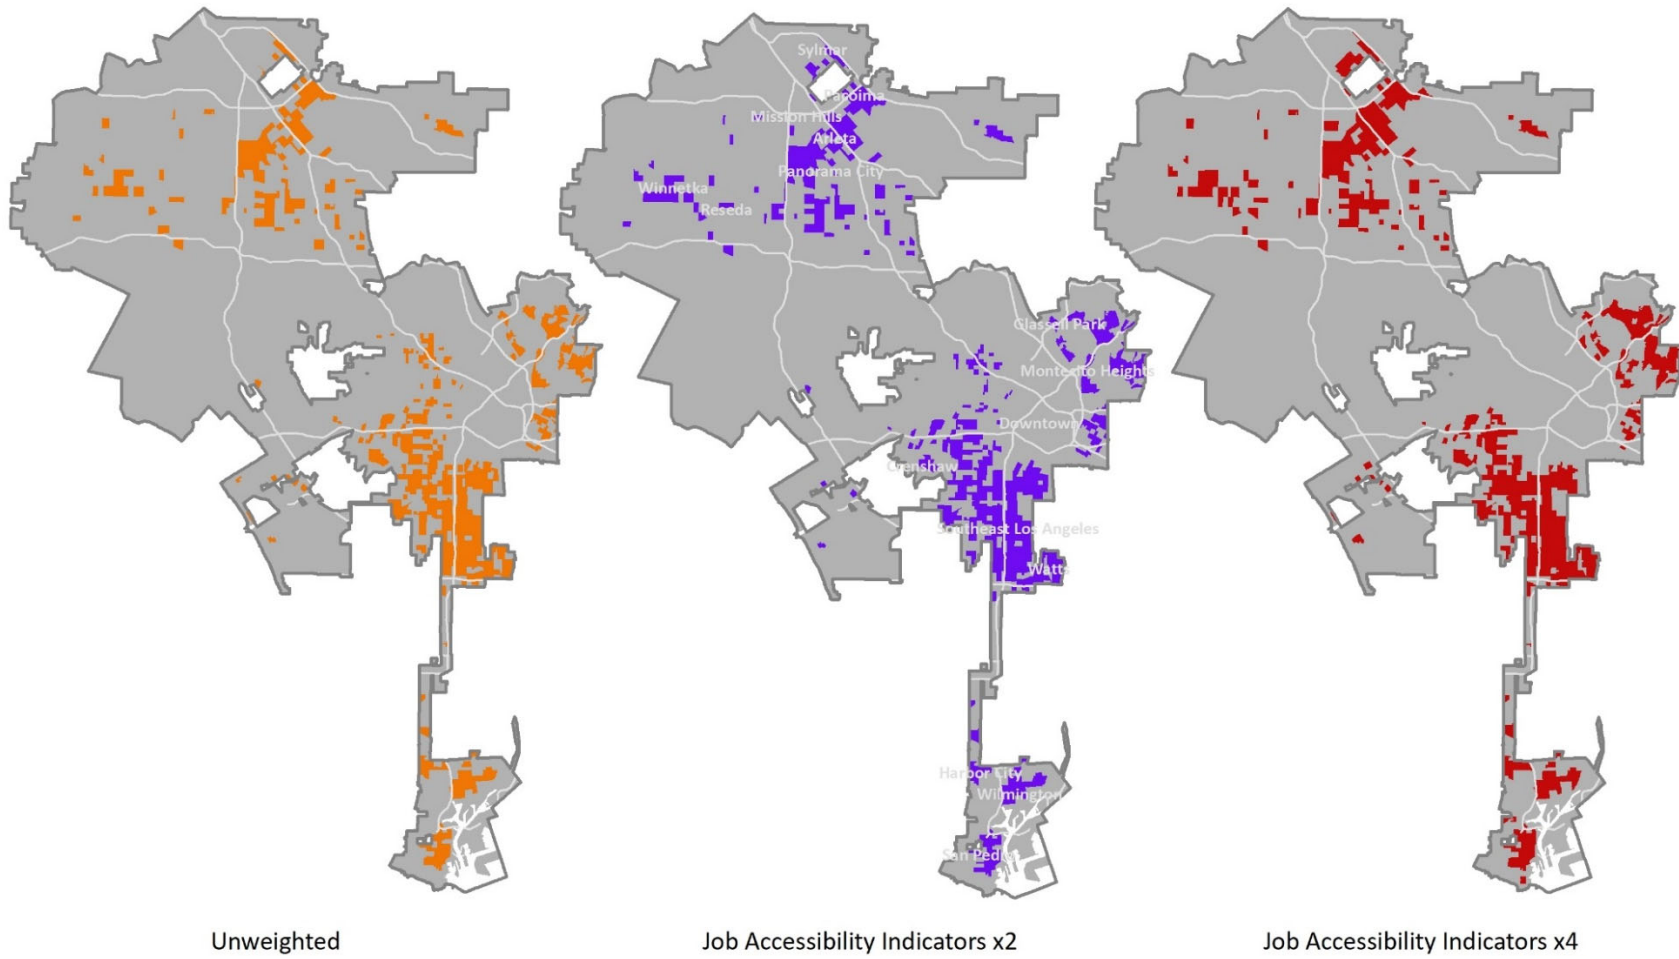 Sylmar
Pacoima
Mission Hills
Arleta
Panorama City
Winnetka
Reseda
Glassell Park
Montecito Heights
Downtown
Crenshaw
Southeast Los Angeles
Watts
Harbor City
Wilmington
San Pedro
Unweighted
Job Accessibility Indicators x2
Job Accessibility Indicators x4